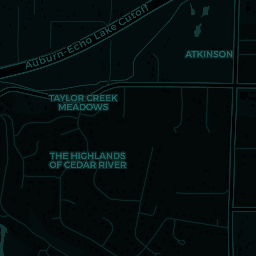 Auburn-Echo Lake Cutoff
ATKINSON
TAYLOR CREEK
MEADOWS
THE HIGHLANDS
OF CEDAR RIVER